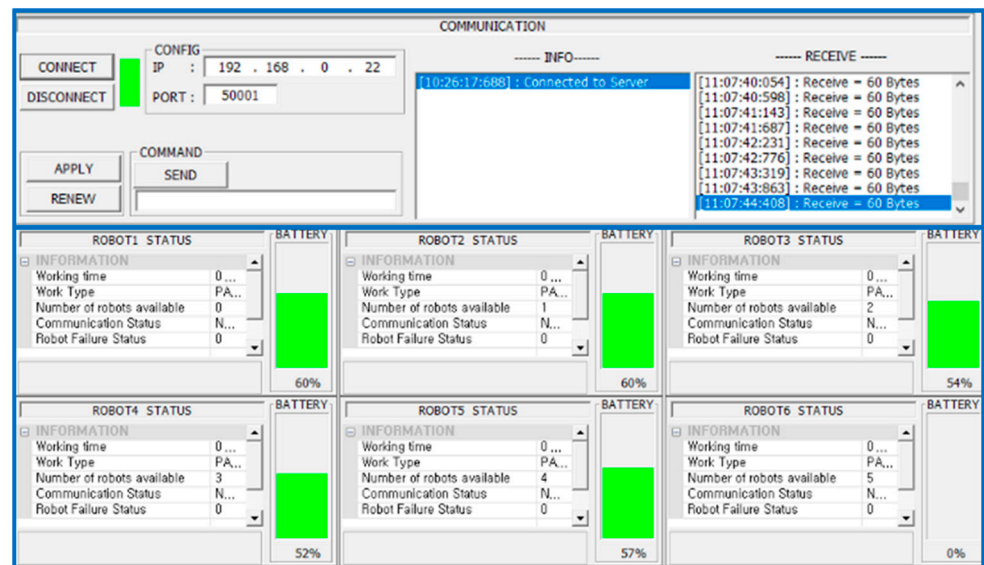 COMMUNICATION
CONNECT
DISCONNECT
CONFIG
IP : 192 . 168 . 0 . 22
PORT : 50001
APPLY
RENEW
COMMAND
SEND
------ INFO------
[10:26:17:688] : Connected to Server
------ RECEIVE ------
[11:07:40:054] : Receive = 60 Bytes
[11:07:40:598] : Receive = 60 Bytes
[11:07:41:143] : Receive = 60 Bytes
[11:07:41:687] : Receive = 60 Bytes
[11:07:42:231] : Receive = 60 Bytes
[11:07:42:776] : Receive = 60 Bytes
[11:07:43:319] : Receive = 60 Bytes
[11:07:43:863] : Receive = 60 Bytes
[11:07:44:408] : Receive = 60 Bytes
ROBOT1 STATUS
BATTERY
INFORMATION
Working time 0 ...
Work Type PA...
Number of robots available 0
Communication Status N...
Robot Failure Status 0
60%
ROBOT2 STATUS
BATTERY
INFORMATION
Working time 0 ...
Work Type PA...
Number of robots available 1
Communication Status N...
Robot Failure Status 0
60%
ROBOT3 STATUS
BATTERY
INFORMATION
Working time 0 ...
Work Type PA...
Number of robots available 2
Communication Status N...
Robot Failure Status 0
54%
ROBOT4 STATUS
BATTERY
INFORMATION
Working time 0 ...
Work Type PA...
Number of robots available 3
Communication Status N...
Robot Failure Status 0
52%
ROBOT5 STATUS
BATTERY
INFORMATION
Working time 0 ...
Work Type PA...
Number of robots available 4
Communication Status N...
Robot Failure Status 0
57%
ROBOT6 STATUS
BATTERY
INFORMATION
Working time 0 ...
Work Type PA...
Number of robots available 5
Communication Status N...
Robot Failure Status 0
0%